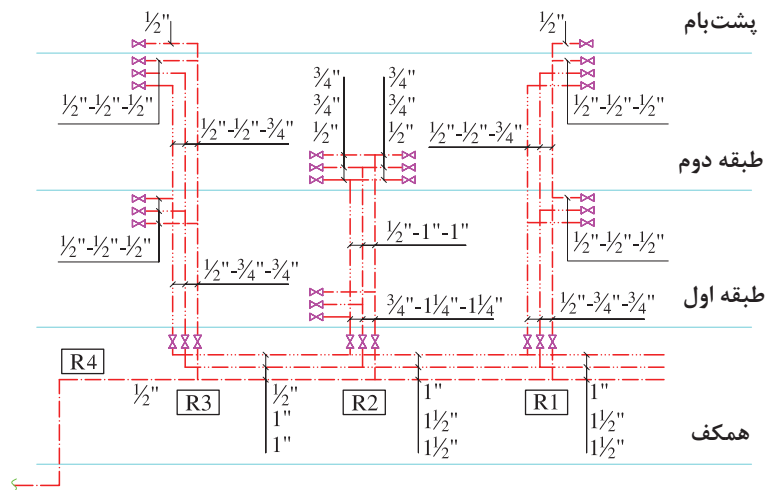 ½" ½" پشت‌بام
¾" ¾"
¾" ¾"
½" ½"
½"-½"-½" ½"-½"-¾" ½"-½"-¾" ½"-½"-½"
طبقه دوم
½"-½"-½" ½"-1"-1" ½"-½"-½"
½"-¾"-¾" ¾"-1¼"-1¼" ½"-¾"-¾" طبقه اول
R4
½" R3 ½" R2 1" R1 1"
1" 1½" 1½"
1" 1½" 1½"
همکف